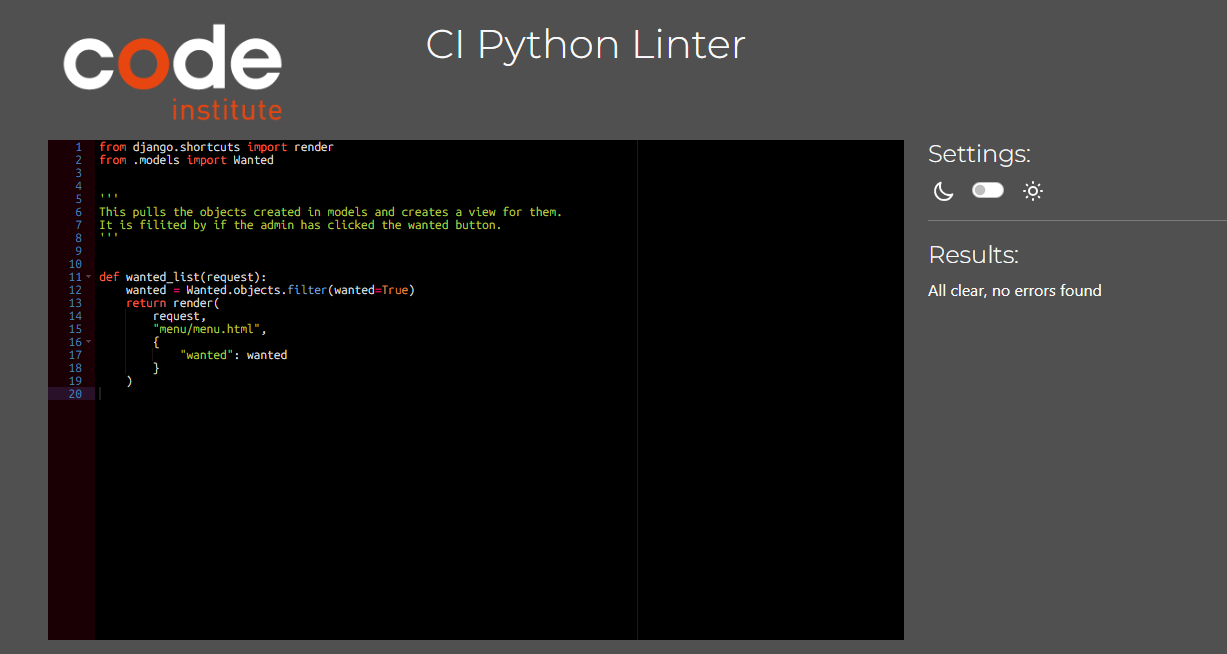 code
institute
CI Python Linter
1 from django.shortcuts import render
2 from .models import Wanted
3
4
5 '''
6 This pulls the objects created in models and creates a view for them.
7 It is filited by if the admin has clicked the wanted button.
8 '''
9
10
11 def wanted_list(request):
12     wanted = Wanted.objects.filter(wanted=True)
13     return render(
14         request,
15         "menu/menu.html",
16         {
17             "wanted": wanted
18         }
19     )
20
Settings:
Results:
All clear, no errors found